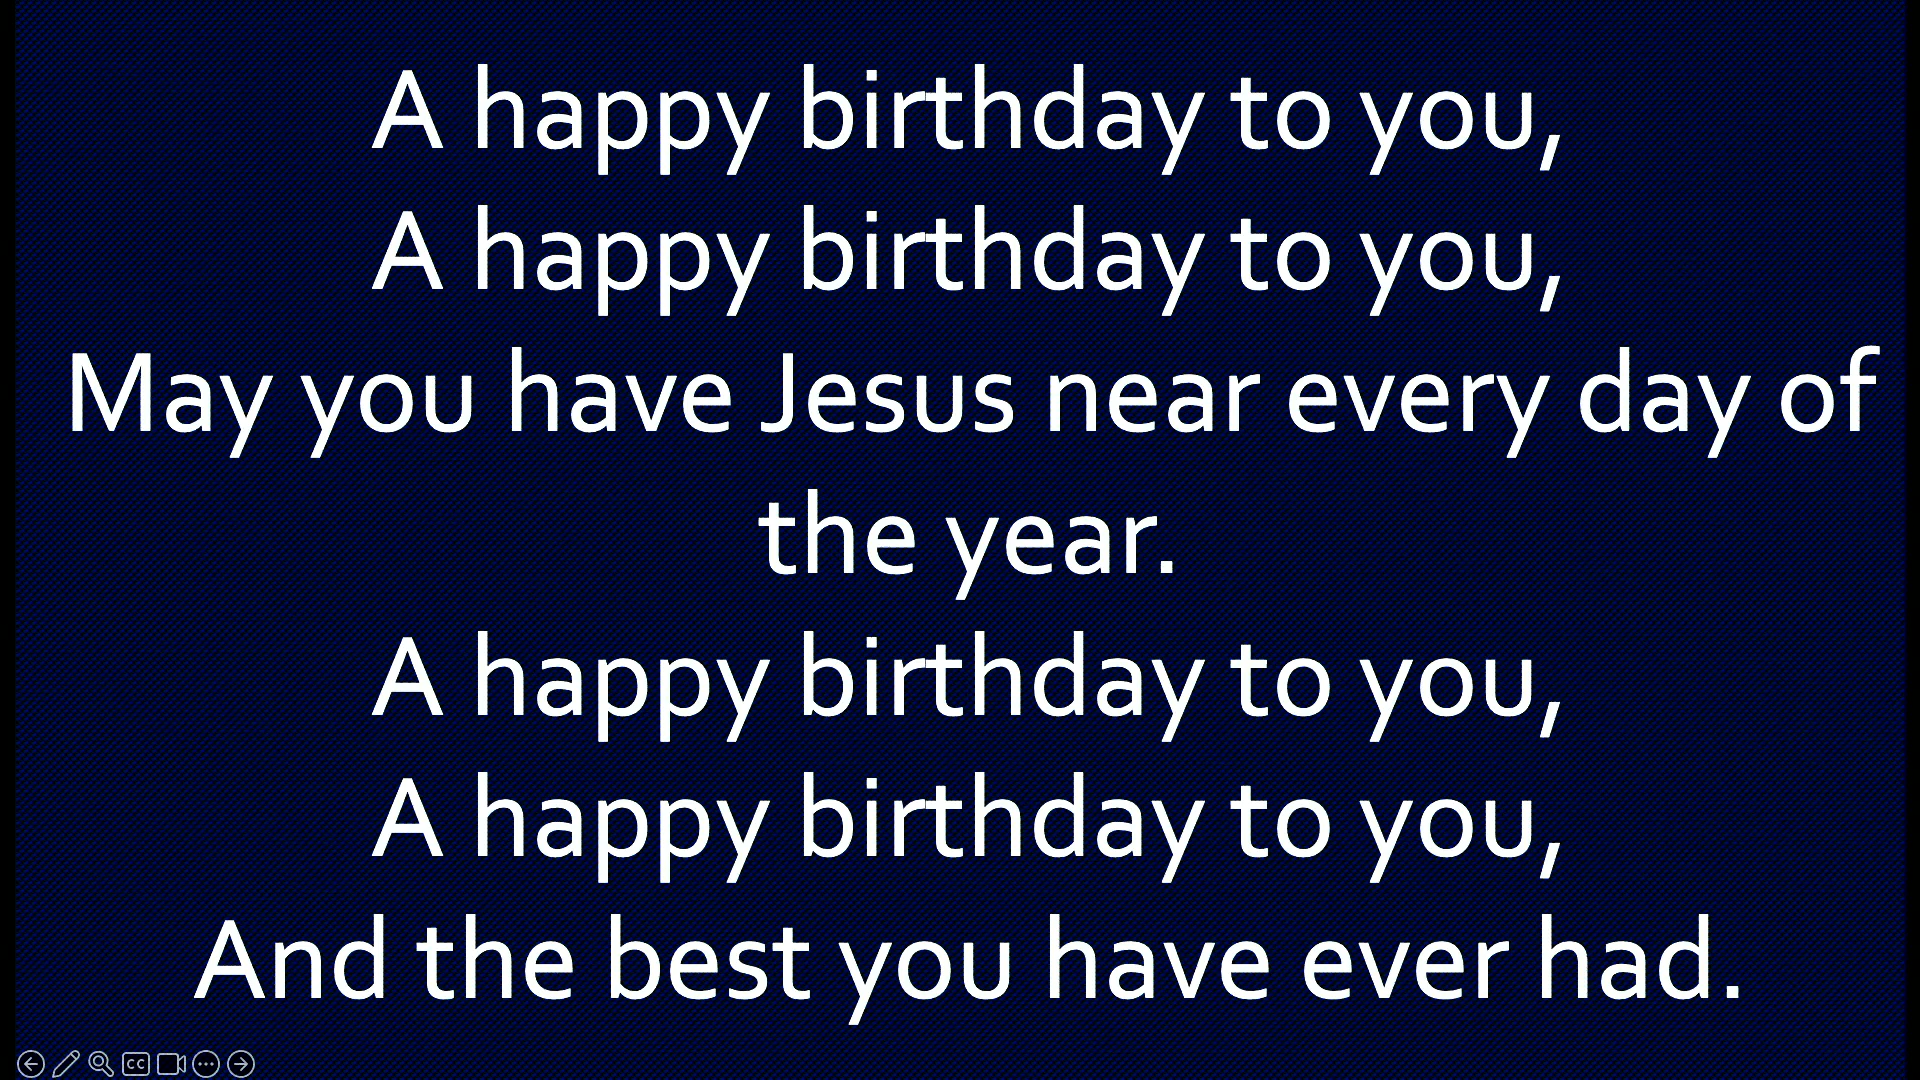 A happy birthday to you,
A happy birthday to you,
May you have Jesus near every day of
the year.
A happy birthday to you,
A happy birthday to you,
And the best you have ever had.
CC